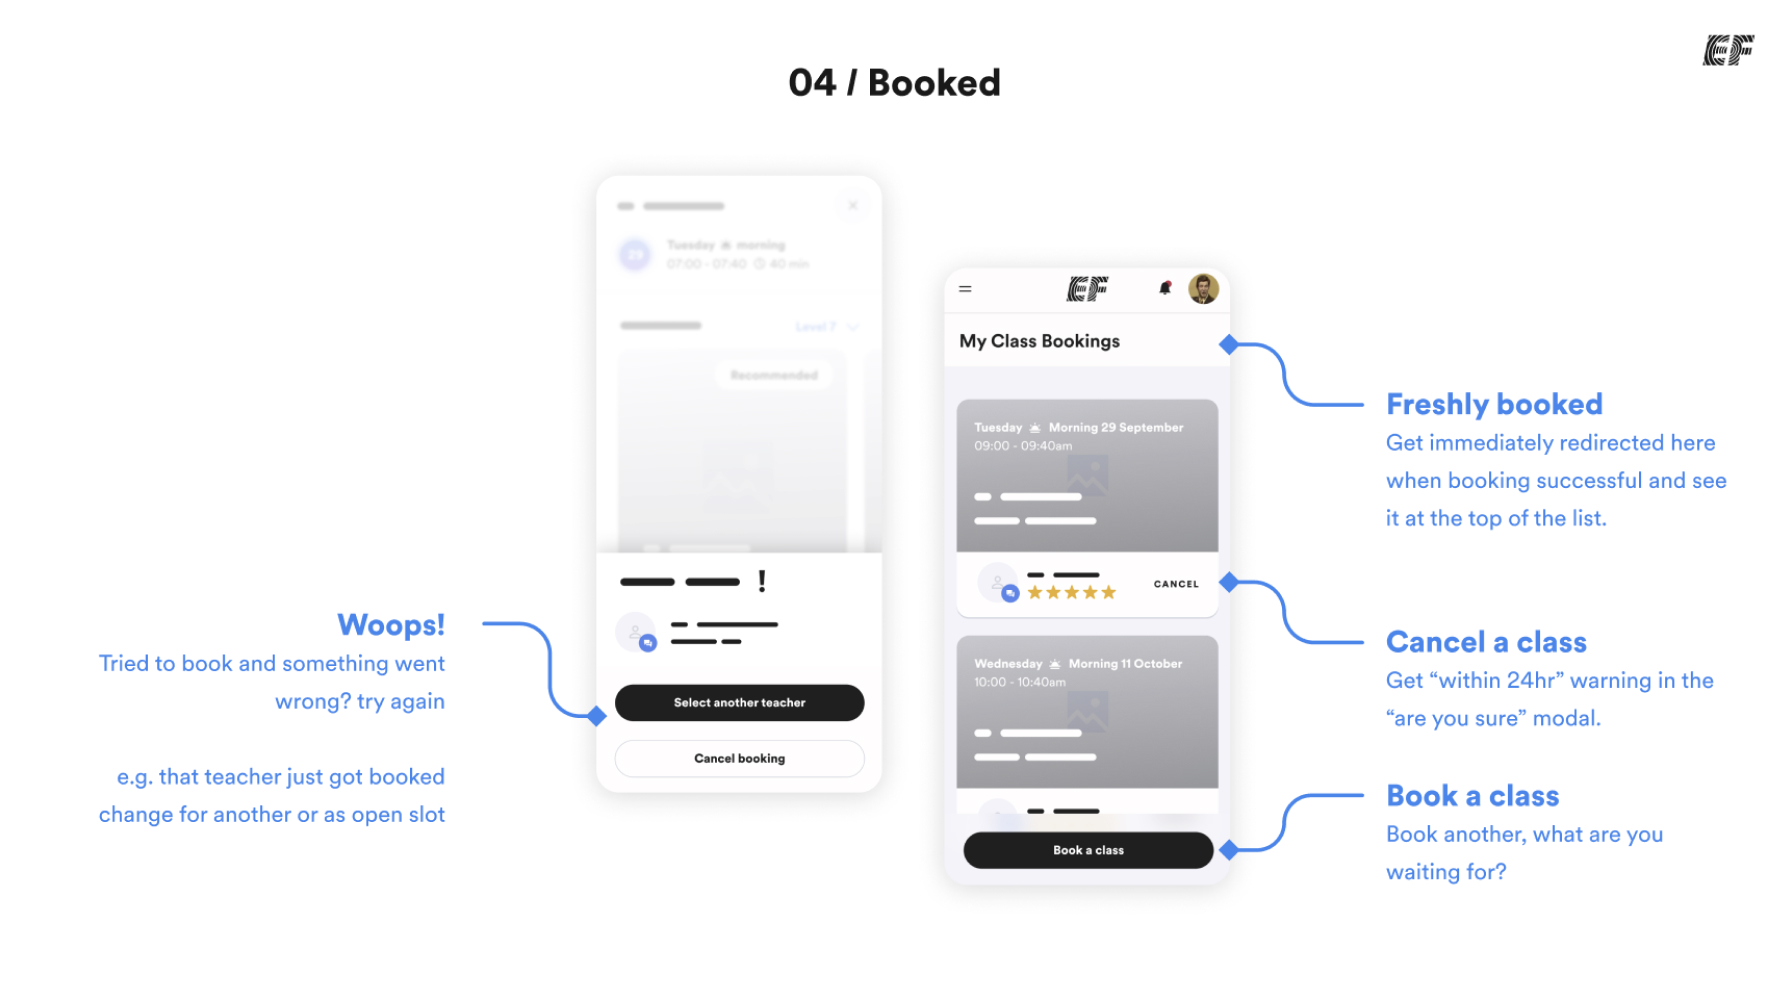 EF
04 / Booked
Tuesday morning
29
07:00 - 07:40 40 min
Level 7
Recommended
!
Select another teacher
Cancel booking
Woops!
Tried to book and something went
wrong? try again
e.g. that teacher just got booked
change for another or as open slot
EF
My Class Bookings
Tuesday Morning 29 September
09:00 - 09:40am
CANCEL
Wednesday Morning 11 October
10:00 - 10:40am
Book a class
Freshly booked
Get immediately redirected here
when booking successful and see
it at the top of the list.
Cancel a class
Get “within 24hr” warning in the
“are you sure” modal.
Book a class
Book another, what are you
waiting for?